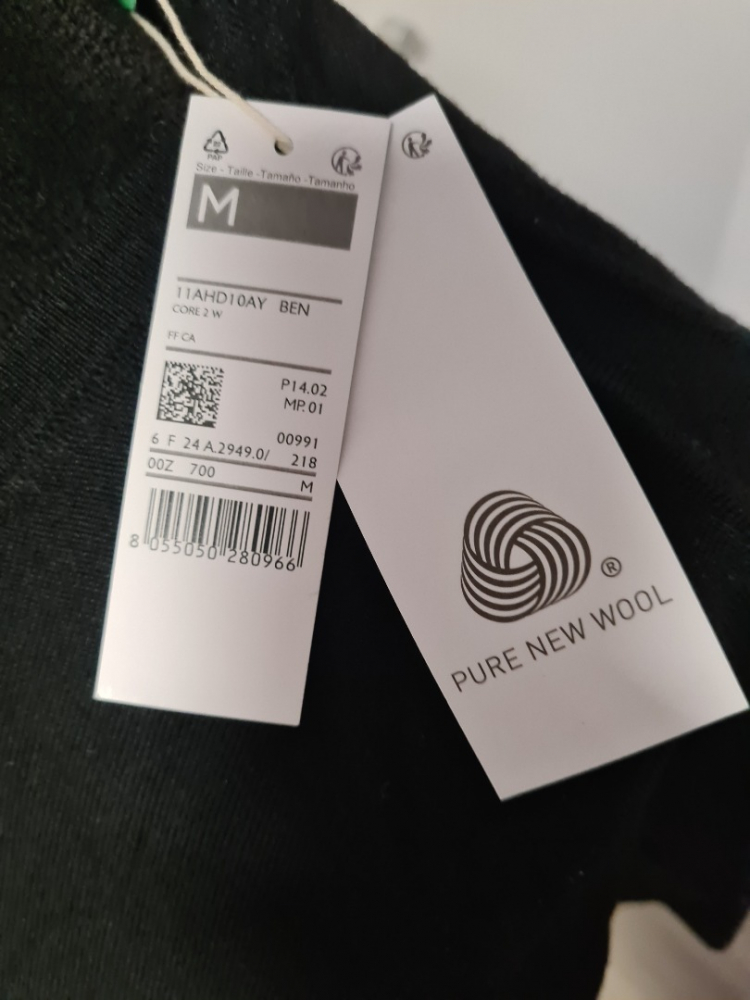 PAP
Size - Taille - Tamaño - Tamanho
M
11AHD10AY BEN
CORE 2 W
FF CA
P14.02
MP.01
00991
6 F 24 A.2949.0/ 218
00Z 700 M
8 055050 280966
®
PURE NEW WOOL